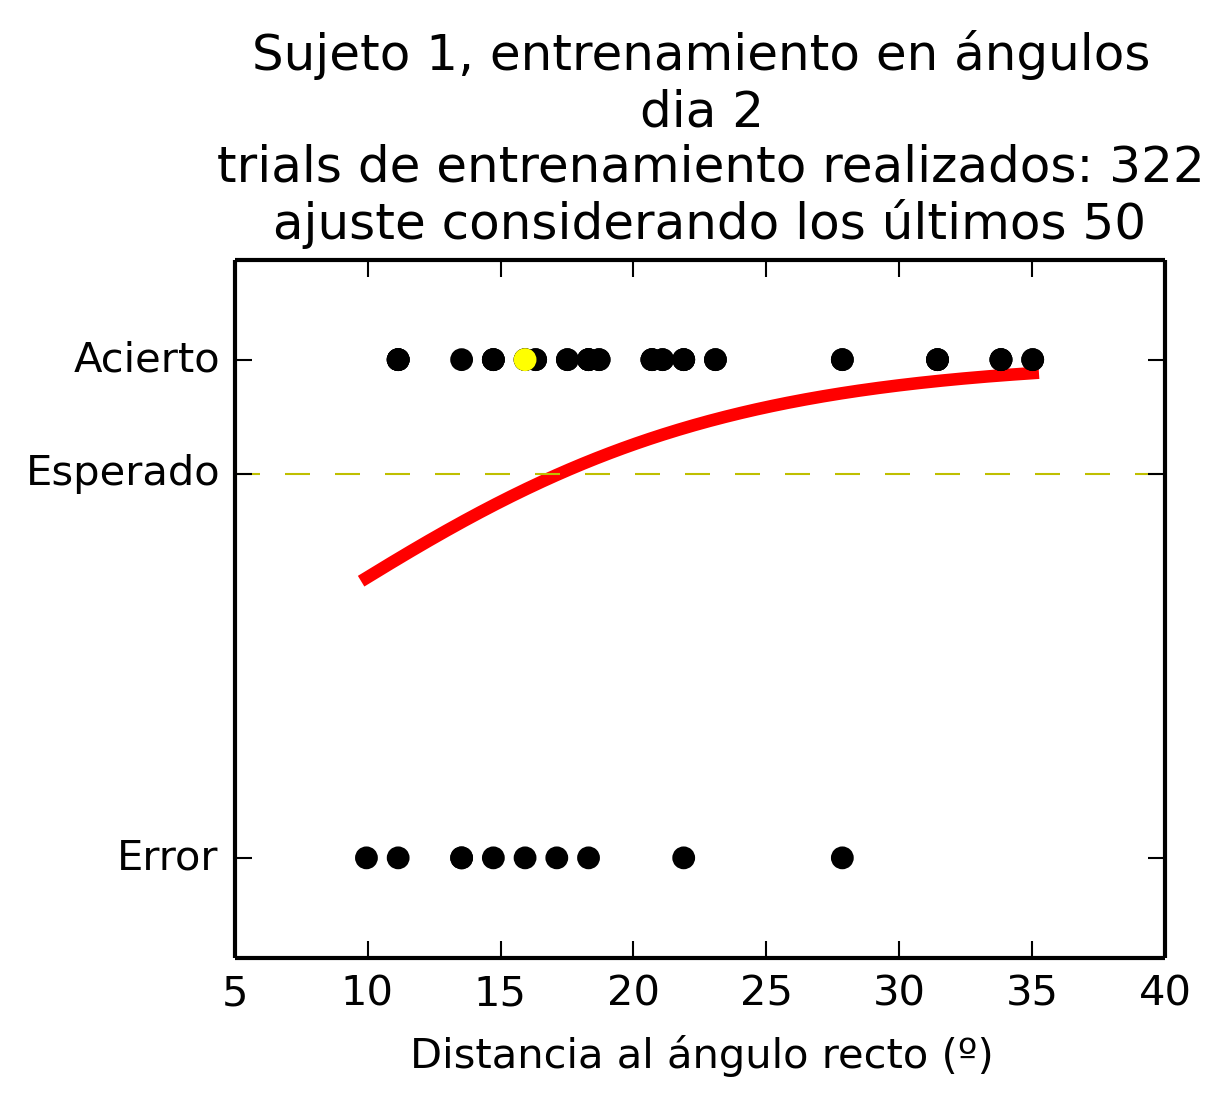 Sujeto 1, entrenamiento en ángulos
dia 2
trials de entrenamiento realizados: 322
ajuste considerando los últimos 50
Acierto
Esperado
Error
5 10 15 20 25 30 35 40
Distancia al ángulo recto (º)